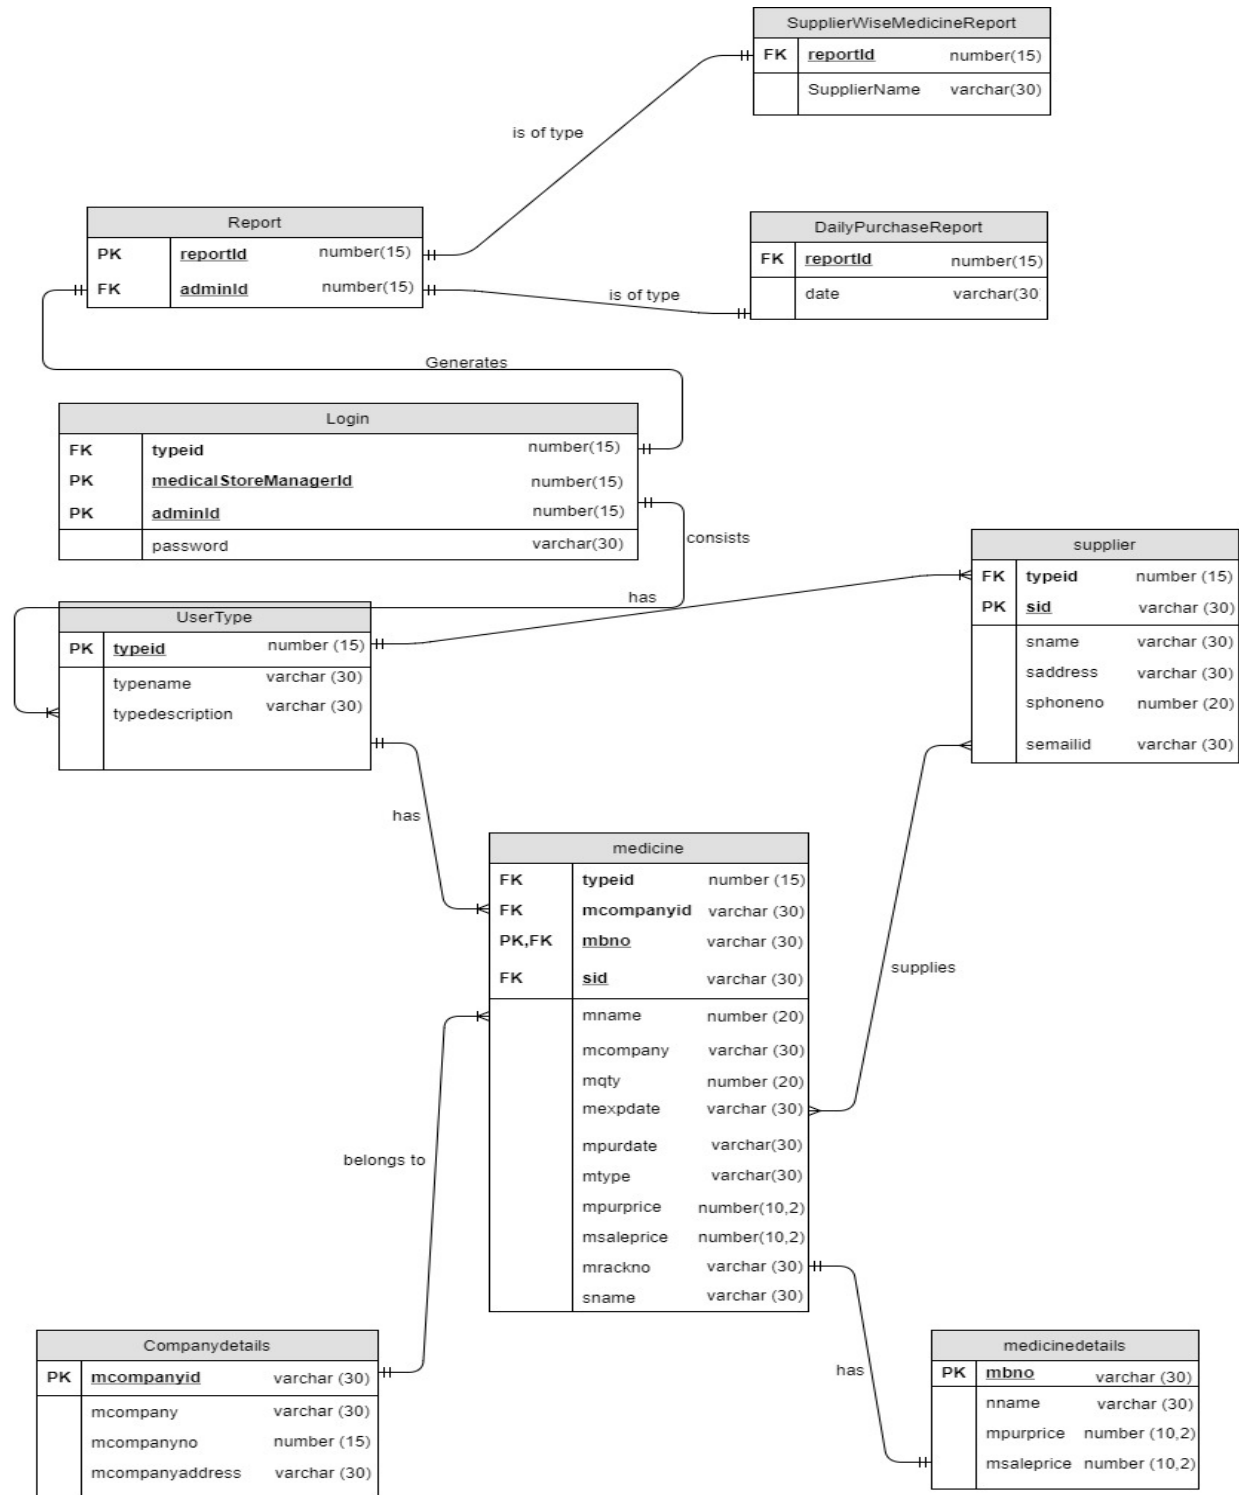 SupplierWiseMedicineReport
FK reportId number(15)
SupplierName varchar(30)
is of type
Report
PK reportId number(15)
FK adminId number(15)
DailyPurchaseReport
FK reportId number(15)
date varchar(30
is of type
Generates
Login
FK typeid number(15)
PK medicalStoreManagerId number(15)
PK adminId number(15)
password varchar(30)
consists
has
UserType
PK typeid number (15)
typename varchar (30)
typedescription varchar (30)
supplier
FK typeid number (15)
PK sid varchar (30)
sname varchar (30)
saddress varchar (30)
sphoneno number (20)
semailid varchar (30)
has
supplies
medicine
FK typeid number (15)
FK mcompanyid varchar (30)
PK,FK mbno varchar (30)
FK sid varchar (30)
mname number (20)
mcompany varchar (30)
mqty number (20)
mexpdate varchar (30)
mpurdate varchar(30)
mtype varchar(30)
mpurprice number(10,2)
msaleprice number(10,2)
mrackno varchar (30)
sname varchar (30)
belongs to
has
Companydetails
PK mcompanyid varchar (30)
mcompany varchar (30)
mcompanyno number (15)
mcompanyaddress varchar (30)
medicinedetails
PK mbno varchar (30)
nname varchar (30)
mpurprice number (10,2)
msaleprice number (10,2)